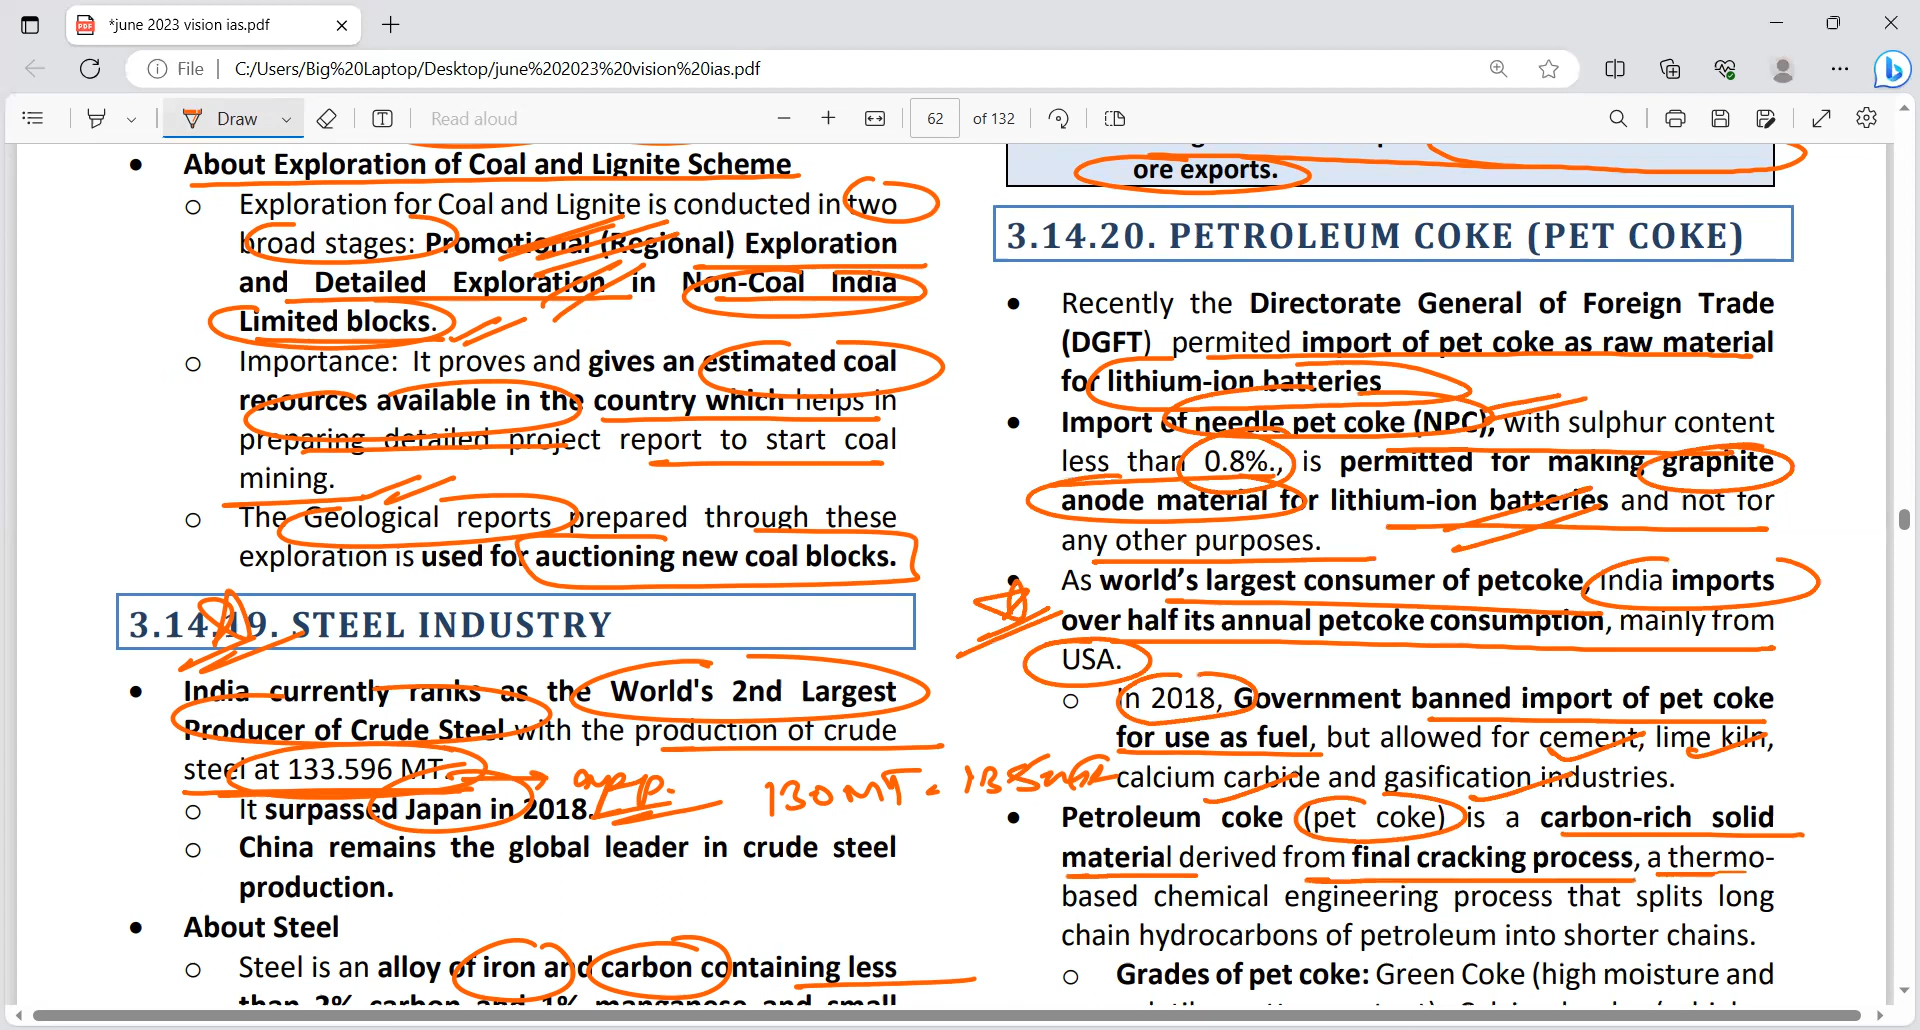 *june 2023 vision ias.pdf
File
C:/Users/Big%20Laptop/Desktop/june%202023%20vision%20ias.pdf
Draw
Read aloud
62 of 132
About Exploration of Coal and Lignite Scheme
o Exploration for Coal and Lignite is conducted in two
broad stages: Promotional (Regional) Exploration
and Detailed Exploration in Non-Coal India
Limited blocks.
o Importance: It proves and gives an estimated coal
resources available in the country which helps in
preparing detailed project report to start coal
mining.
o The Geological reports prepared through these
exploration is used for auctioning new coal blocks.
3.14.19. STEEL INDUSTRY
• India currently ranks as the World's 2nd Largest
Producer of Crude Steel with the production of crude
steel at 133.596 MT.
app.
130MT -
o It surpassed Japan in 2018.
o China remains the global leader in crude steel
production.
• About Steel
o Steel is an alloy of iron and carbon containing less
than 2% carbon and 1% manganese and small
ore exports.
3.14.20. PETROLEUM COKE (PET COKE)
• Recently the Directorate General of Foreign Trade
(DGFT) permitted import of pet coke as raw material
for lithium-ion batteries
• Import of needle pet coke (NPC), with sulphur content
less than 0.8%., is permitted for making graphite
anode material for lithium-ion batteries and not for
any other purposes.
• As world's largest consumer of petcoke, India imports
over half its annual petcoke consumption, mainly from
USA.
o In 2018, Government banned import of pet coke
for use as fuel, but allowed for cement, lime kiln,
calcium carbide and gasification industries.
• Petroleum coke (pet coke) is a carbon-rich solid
material derived from final cracking process, a thermo-
based chemical engineering process that splits long
chain hydrocarbons of petroleum into shorter chains.
o Grades of pet coke: Green Coke (high moisture and